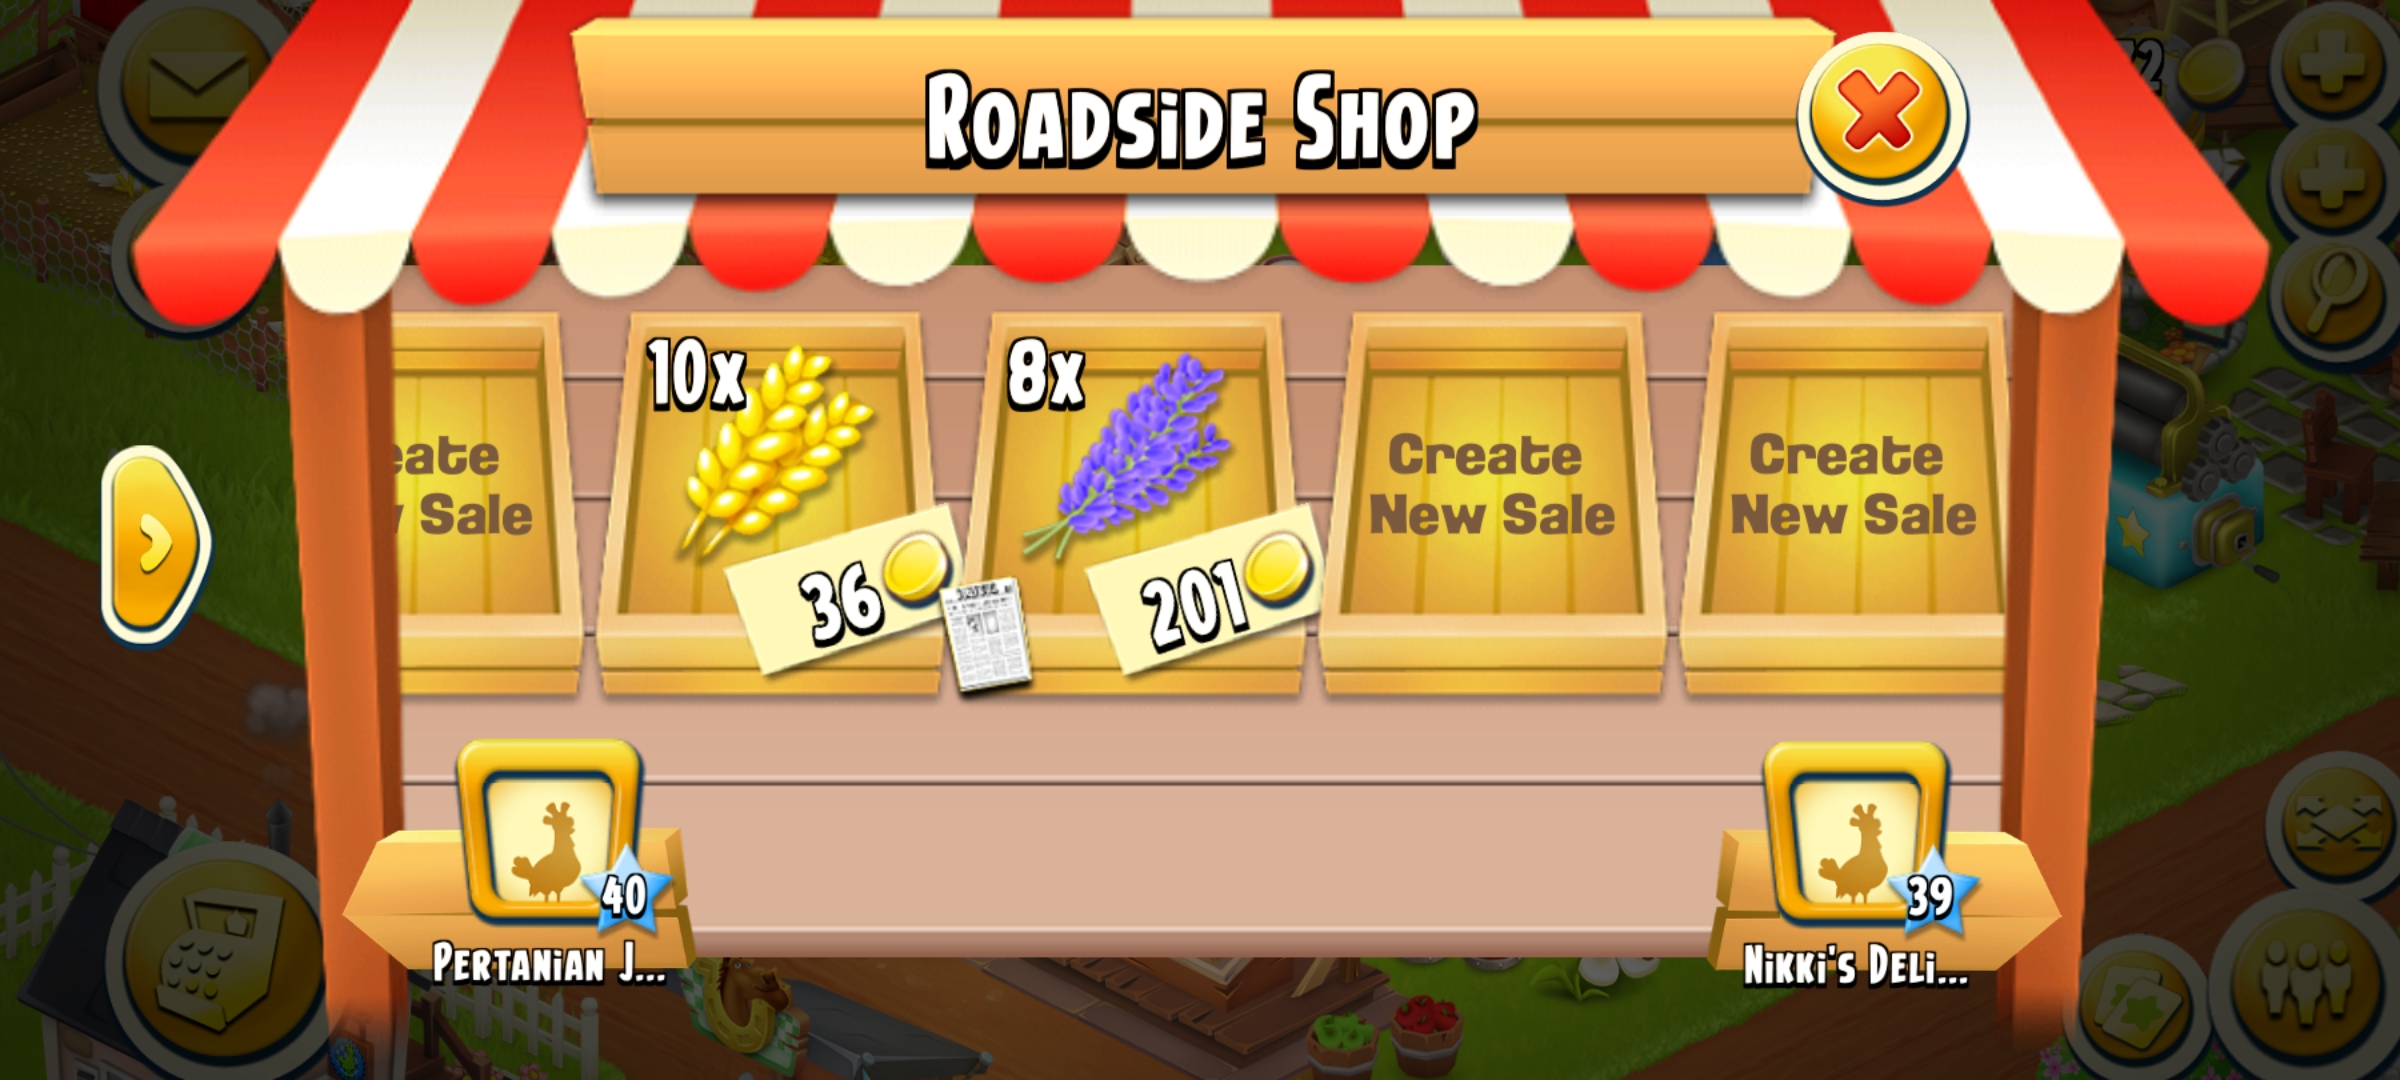 Roadside Shop
eate
Sale
10x
36
8x
201
Create
New Sale
Create
New Sale
40
Pertanian J...
39
Nikki's Deli...